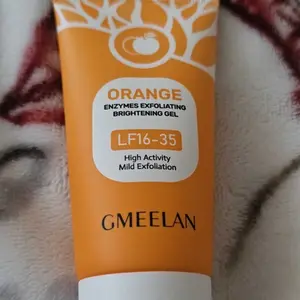 ORANGE
ENZYMES EXFOLIATING
BRIGHTENING GEL
LF16-35
High Activity
Mild Exfoliation
GMEELAN